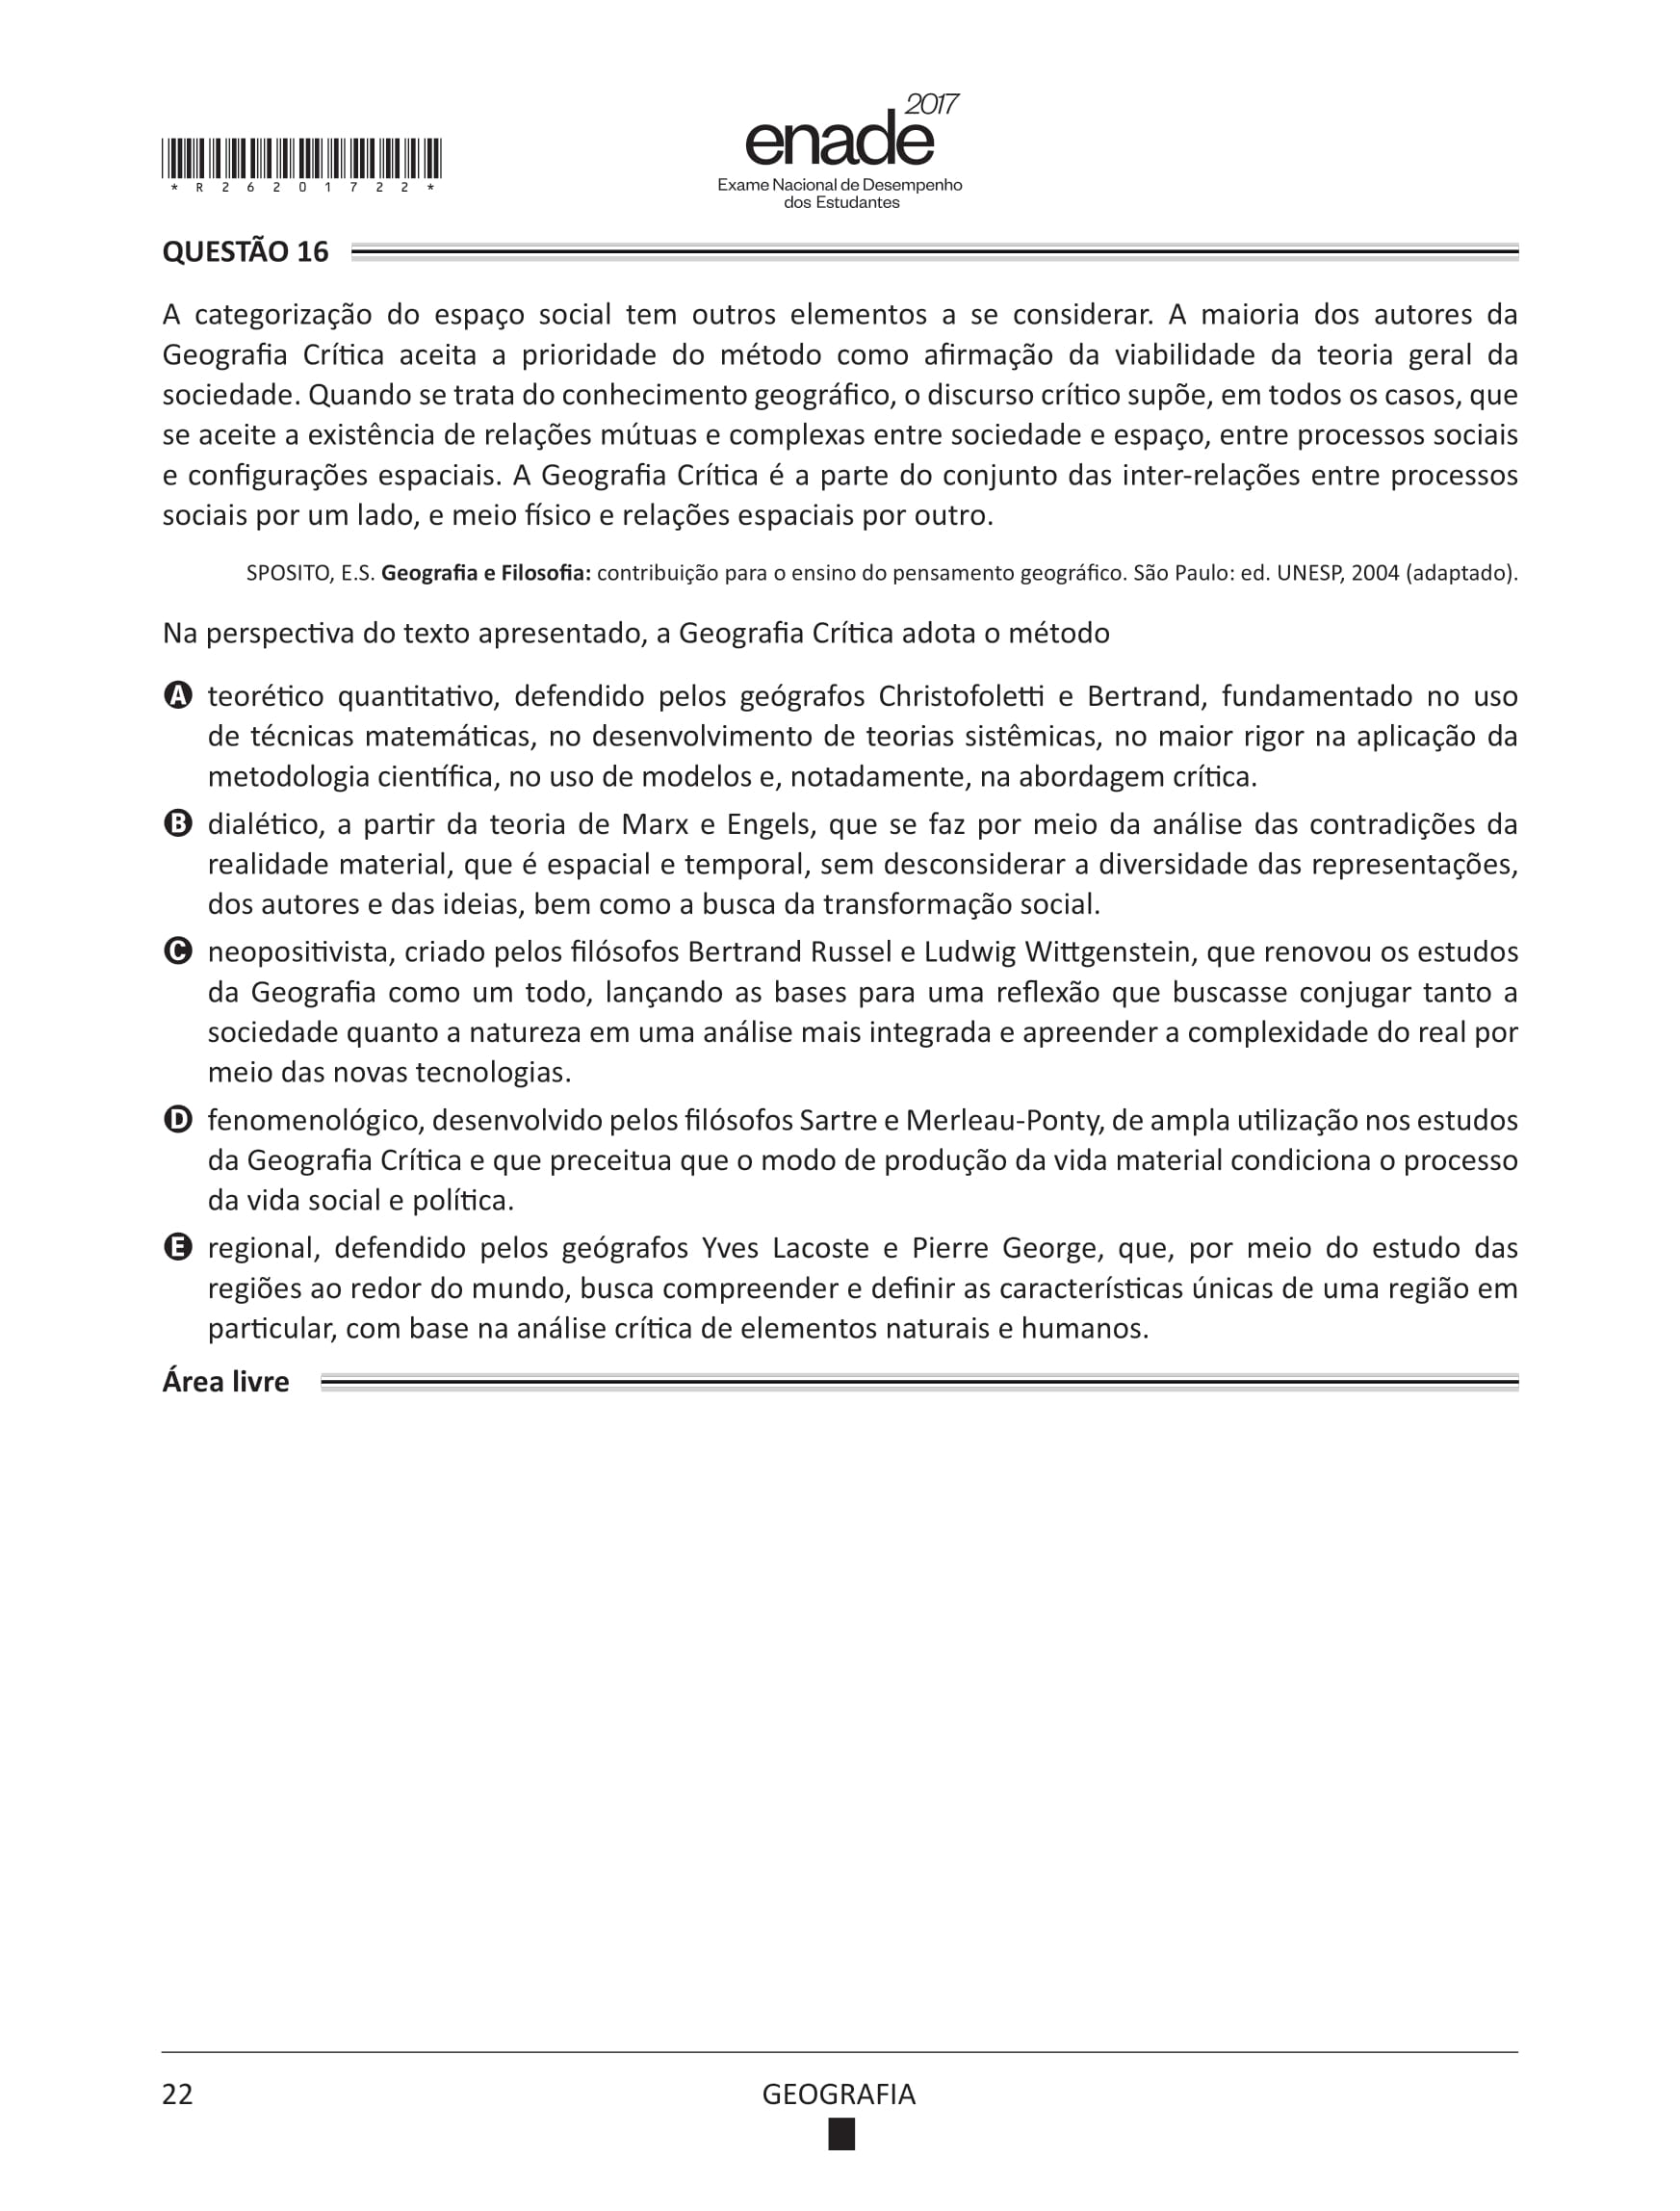 2017
enade
Exame Nacional de Desempenho
dos Estudantes
* R 2 6 2 0 1 7 2 2 *
QUESTÃO 16
A categorização do espaço social tem outros elementos a se considerar. A maioria dos autores da
Geografia Crítica aceita a prioridade do método como afirmação da viabilidade da teoria geral da
sociedade. Quando se trata do conhecimento geográfico, o discurso crítico supõe, em todos os casos, que
se aceite a existência de relações mútuas e complexas entre sociedade e espaço, entre processos sociais
e configurações espaciais. A Geografia Crítica é a parte do conjunto das inter-relações entre processos
sociais por um lado, e meio físico e relações espaciais por outro.
SPOSITO, E.S. Geografia e Filosofia: contribuição para o ensino do pensamento geográfico. São Paulo: ed. UNESP, 2004 (adaptado).
Na perspectiva do texto apresentado, a Geografia Crítica adota o método
A teorético quantitativo, defendido pelos geógrafos Christofoletti e Bertrand, fundamentado no uso
de técnicas matemáticas, no desenvolvimento de teorias sistêmicas, no maior rigor na aplicação da
metodologia científica, no uso de modelos e, notadamente, na abordagem crítica.
B dialético, a partir da teoria de Marx e Engels, que se faz por meio da análise das contradições da
realidade material, que é espacial e temporal, sem desconsiderar a diversidade das representações,
dos autores e das ideias, bem como a busca da transformação social.
C neopositivista, criado pelos filósofos Bertrand Russel e Ludwig Wittgenstein, que renovou os estudos
da Geografia como um todo, lançando as bases para uma reflexão que buscasse conjugar tanto a
sociedade quanto a natureza em uma análise mais integrada e apreender a complexidade do real por
meio das novas tecnologias.
D fenomenológico, desenvolvido pelos filósofos Sartre e Merleau-Ponty, de ampla utilização nos estudos
da Geografia Crítica e que preceitua que o modo de produção da vida material condiciona o processo
da vida social e política.
E regional, defendido pelos geógrafos Yves Lacoste e Pierre George, que, por meio do estudo das
regiões ao redor do mundo, busca compreender e definir as características únicas de uma região em
particular, com base na análise crítica de elementos naturais e humanos.
Área livre
22
GEOGRAFIA